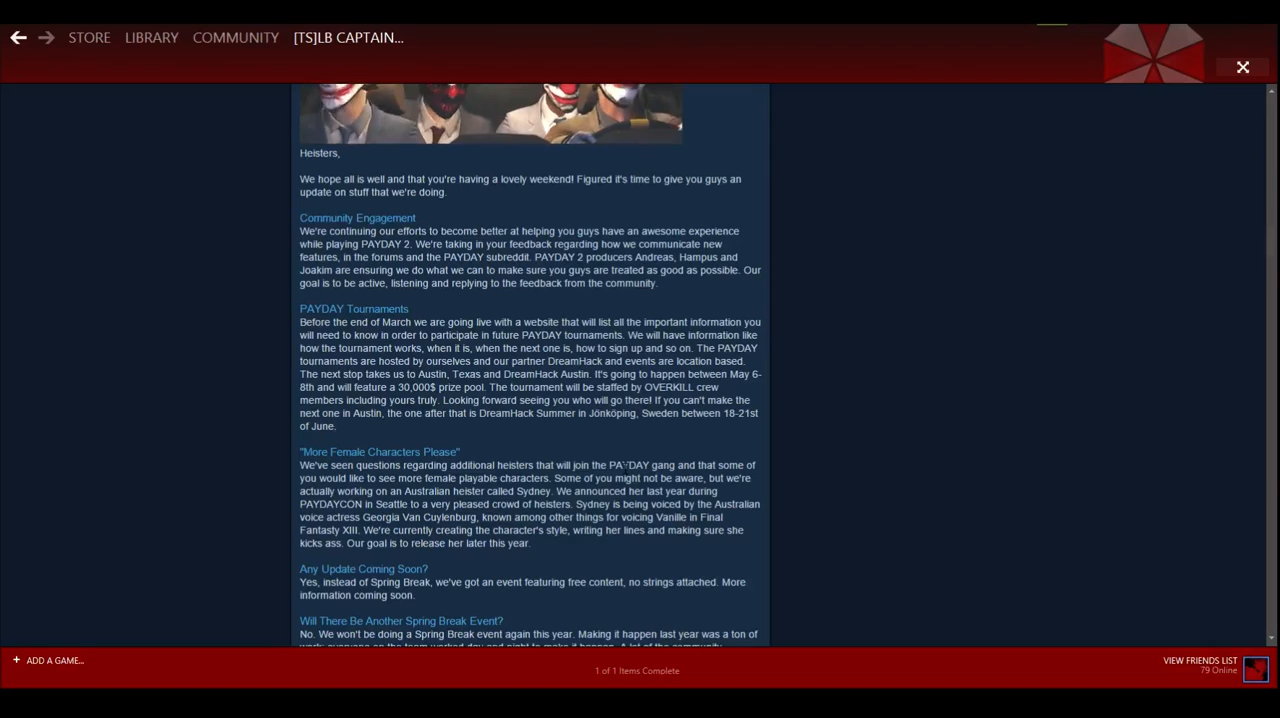 STORE LIBRARY COMMUNITY [TS]LB CAPTAIN...
Heisters,
We hope all is well and that you're having a lovely weekend! Figured it's time to give you guys an
update on stuff that we're doing.
Community Engagement
We're continuing our efforts to become better at helping you guys have an awesome experience
while playing PAYDAY 2. We're taking in your feedback regarding how we communicate new
features, in the forums and the PAYDAY subreddit. PAYDAY 2 producers Andreas, Hampus and
Joakim are ensuring we do what we can to make sure you guys are treated as good as possible. Our
goal is to be active, listening and replying to the feedback from the community.
PAYDAY Tournaments
Before the end of March we are going live with a website that will list all the important information you
will need to know in order to participate in future PAYDAY tournaments. We will have information like
how the tournament works, when it is, when the next one is, how to sign up and so on. The PAYDAY
tournaments are hosted by ourselves and our partner DreamHack and events are location based.
The next stop takes us to Austin, Texas and DreamHack Austin. It's going to happen between May 6-
8th and will feature a 30,000$ prize pool. The tournament will be staffed by OVERKILL crew
members including yours truly. Looking forward seeing you who will go there! If you can't make the
next one in Austin, the one after that is DreamHack Summer in Jönköping, Sweden between 18-21st
of June.
"More Female Characters Please"
We've seen questions regarding additional heisters that will join the PAYDAY gang and that some of
you would like to see more female playable characters. Some of you might not be aware, but we're
actually working on an Australian heister called Sydney. We announced her last year during
PAYDAYCON in Seattle to a very pleased crowd of heisters. Sydney is being voiced by the Australian
voice actress Georgia Van Cuylenburg, known among other things for voicing Vanille in Final
Fantasy XIII. We're currently creating the character's style, writing her lines and making sure she
kicks ass. Our goal is to release her later this year.
Any Update Coming Soon?
Yes, instead of Spring Break, we've got an event featuring free content, no strings attached. More
information coming soon.
Will There Be Another Spring Break Event?
No. We won't be doing a Spring Break event again this year. Making it happen last year was a ton of
work; everyone on the team worked day and night to make it happen. A lot of the community
+ ADD A GAME...
1 of 1 Items Complete
VIEW FRIENDS LIST
79 Online